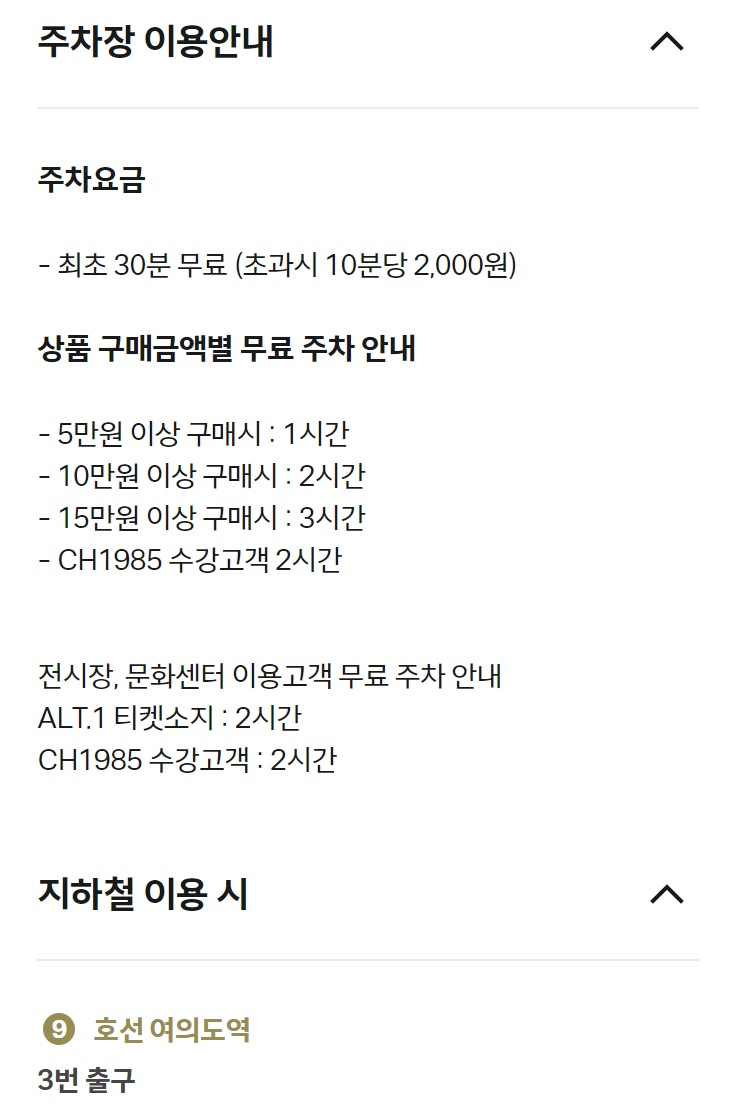 주차장 이용안내
주차요금
- 최초 30분 무료 (초과시 10분당 2,000원)
상품 구매금액별 무료 주차 안내
- 5만원 이상 구매시 : 1시간
- 10만원 이상 구매시 : 2시간
- 15만원 이상 구매시 : 3시간
- CH1985 수강고객 2시간
전시장, 문화센터 이용고객 무료 주차 안내
ALT.1 티켓소지 : 2시간
CH1985 수강고객 : 2시간
지하철 이용 시
9 호선 여의도역
3번 출구